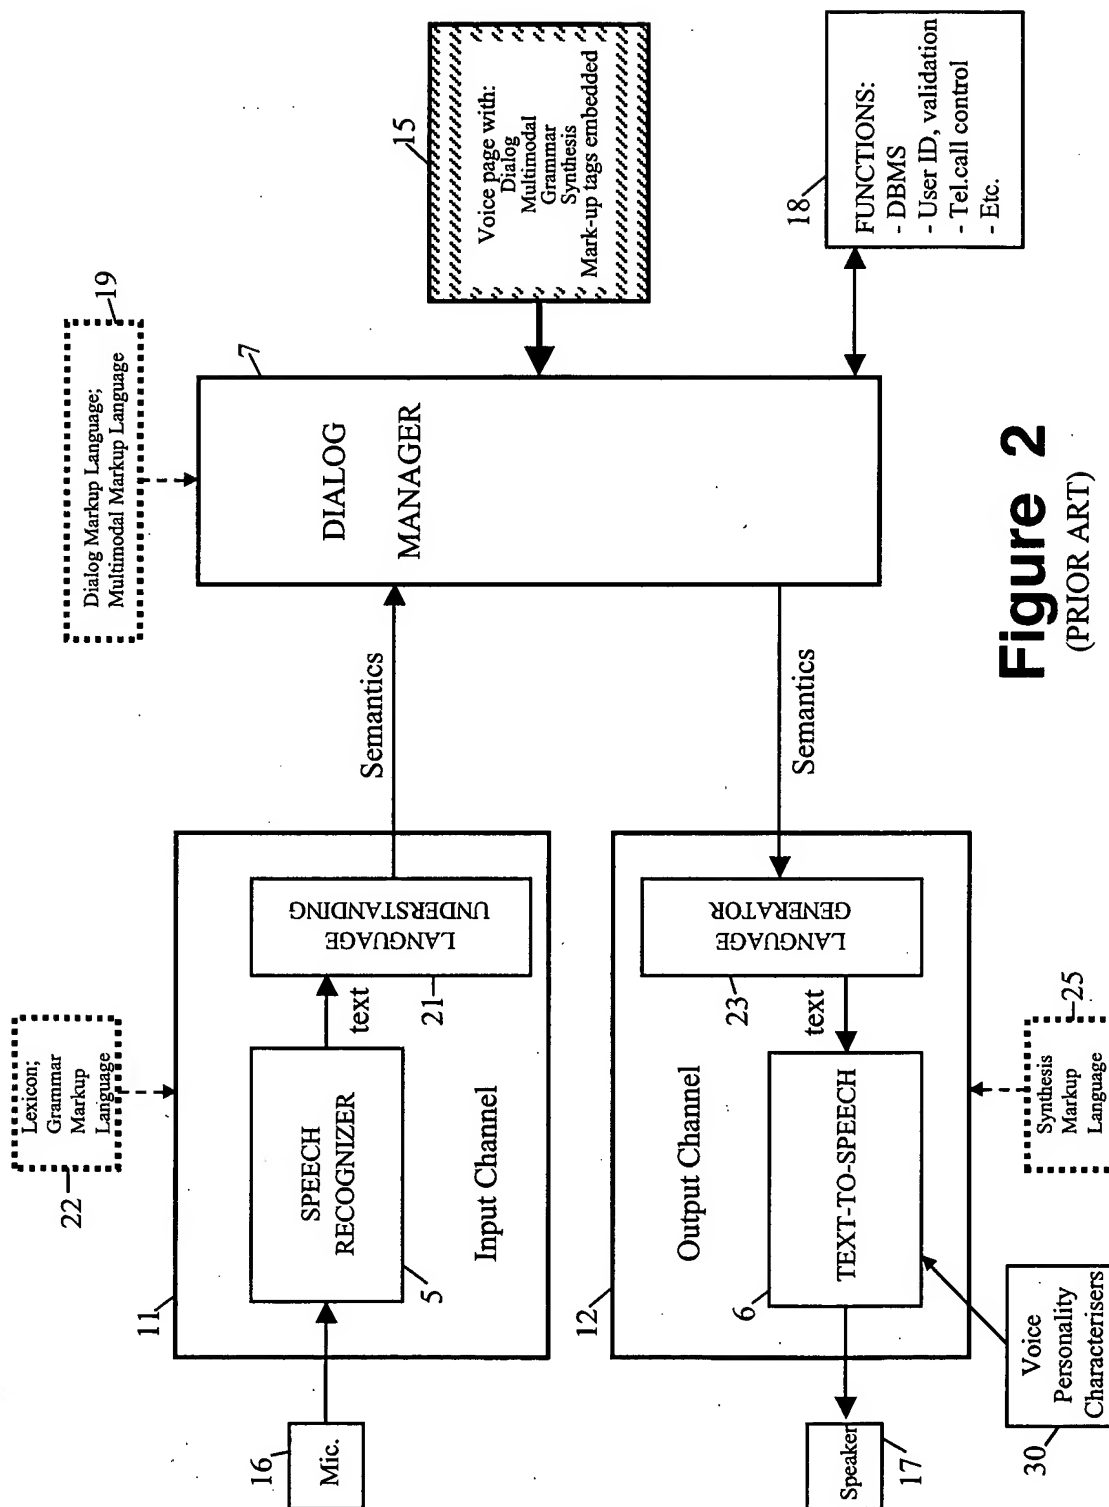 19
Dialog Markup Language;
Multimodal Markup Language
22
Lexicon;
Grammar
Markup
Language
15
Voice page with:
Dialog
Multimodal
Grammar
Synthesis
Mark-up tags embedded
7
DIALOG
MANAGER
11
Input Channel
16
Mic.
5
SPEECH
RECOGNIZER
text
21
LANGUAGE
UNDERSTANDING
Semantics
18
FUNCTIONS:
- DBMS
- User ID, validation
- Tel.call control
- Etc.
12
Output Channel
Semantics
23
LANGUAGE
GENERATOR
text
6
TEXT-TO-SPEECH
Speaker
17
30
Voice
Personality
Characterisers
25
Synthesis
Markup
Language
Figure 2
(PRIOR ART)